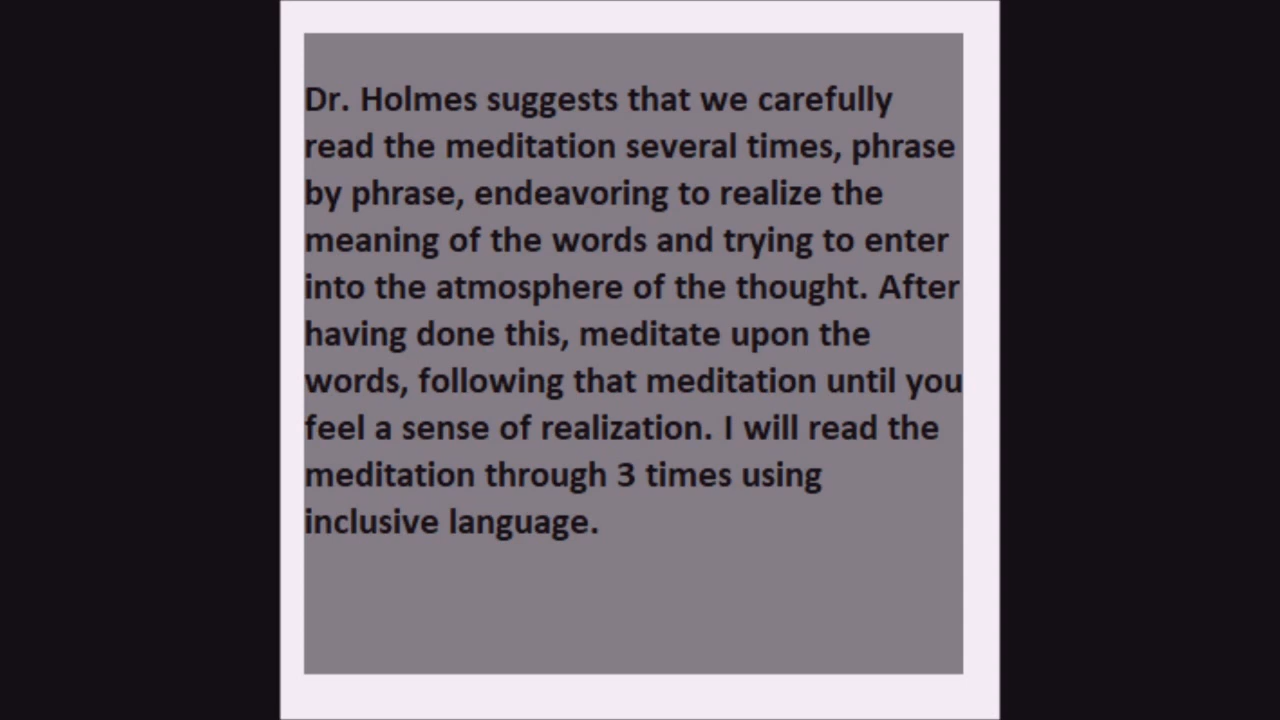 Dr. Holmes suggests that we carefully
read the meditation several times, phrase
by phrase, endeavoring to realize the
meaning of the words and trying to enter
into the atmosphere of the thought. After
having done this, meditate upon the
words, following that meditation until you
feel a sense of realization. I will read the
meditation through 3 times using
inclusive language.